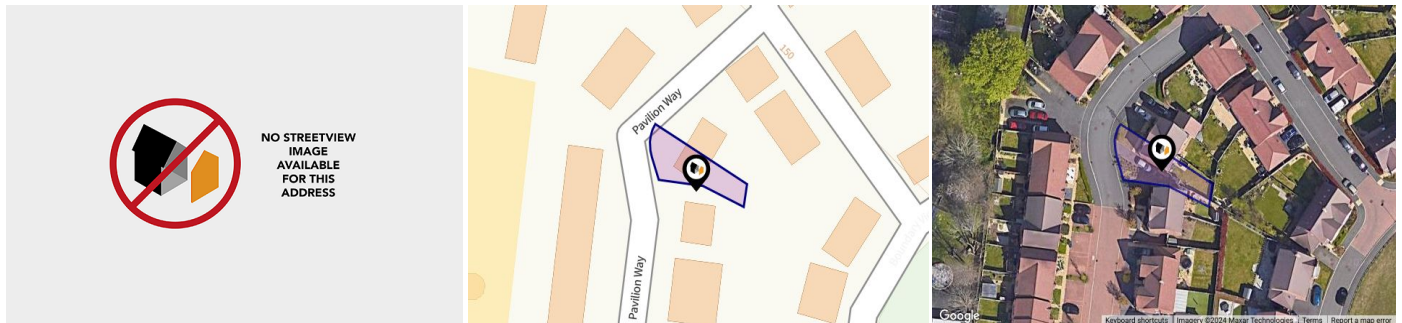 NO STREETVIEW
IMAGE
AVAILABLE
FOR THIS
ADDRESS
Pavilion Way
150
Pavilion Way
Google
Keyboard shortcuts
Imagery ©2024 Maxar Technologies
Terms
Report a map error